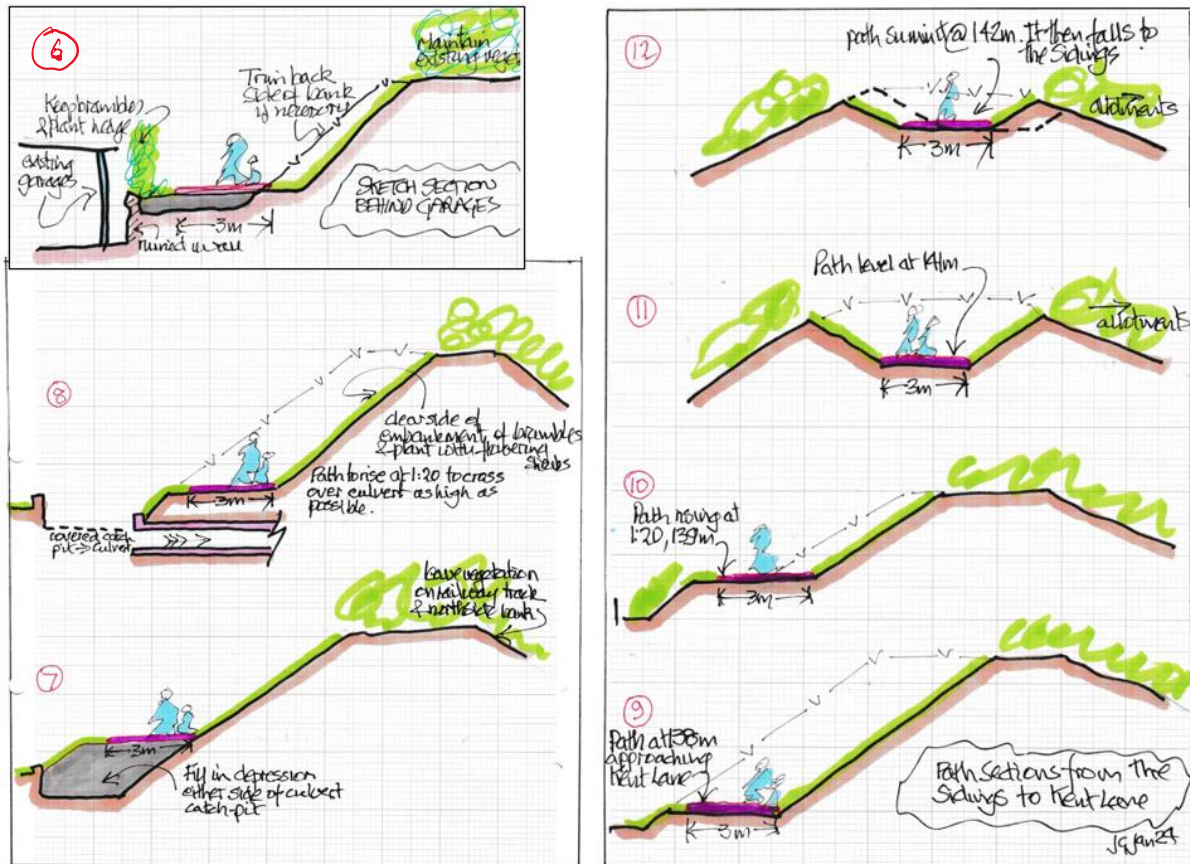 6
Maintain
existing veget
Trim back
side of bank
if necessary
Keep brambles
& plant hedge
existing
garages
SKETCH SECTION
BEHIND GARAGES
3m
ruined wall
8
clear side of
embankment of brambles
& plant with flowering
shrubs
Path to rise at 1:20 to cross
over culvert as high as
possible.
3m
covered catch
pit → culvert
leave vegetation
on railway track
& northside bank
7
3m
Fill in depression
either side of culvert
catch-pit
12
path summit @ 142m. It then falls to
the Sidings
allotments
3m
Path level at 141m
11
allotments
3m
10
Path rising at
1:20, 139m
3m
9
Path at 138m
approaching
Kent Lane
3m
Path sections from the
Sidings to Kent Lane
Jan 24